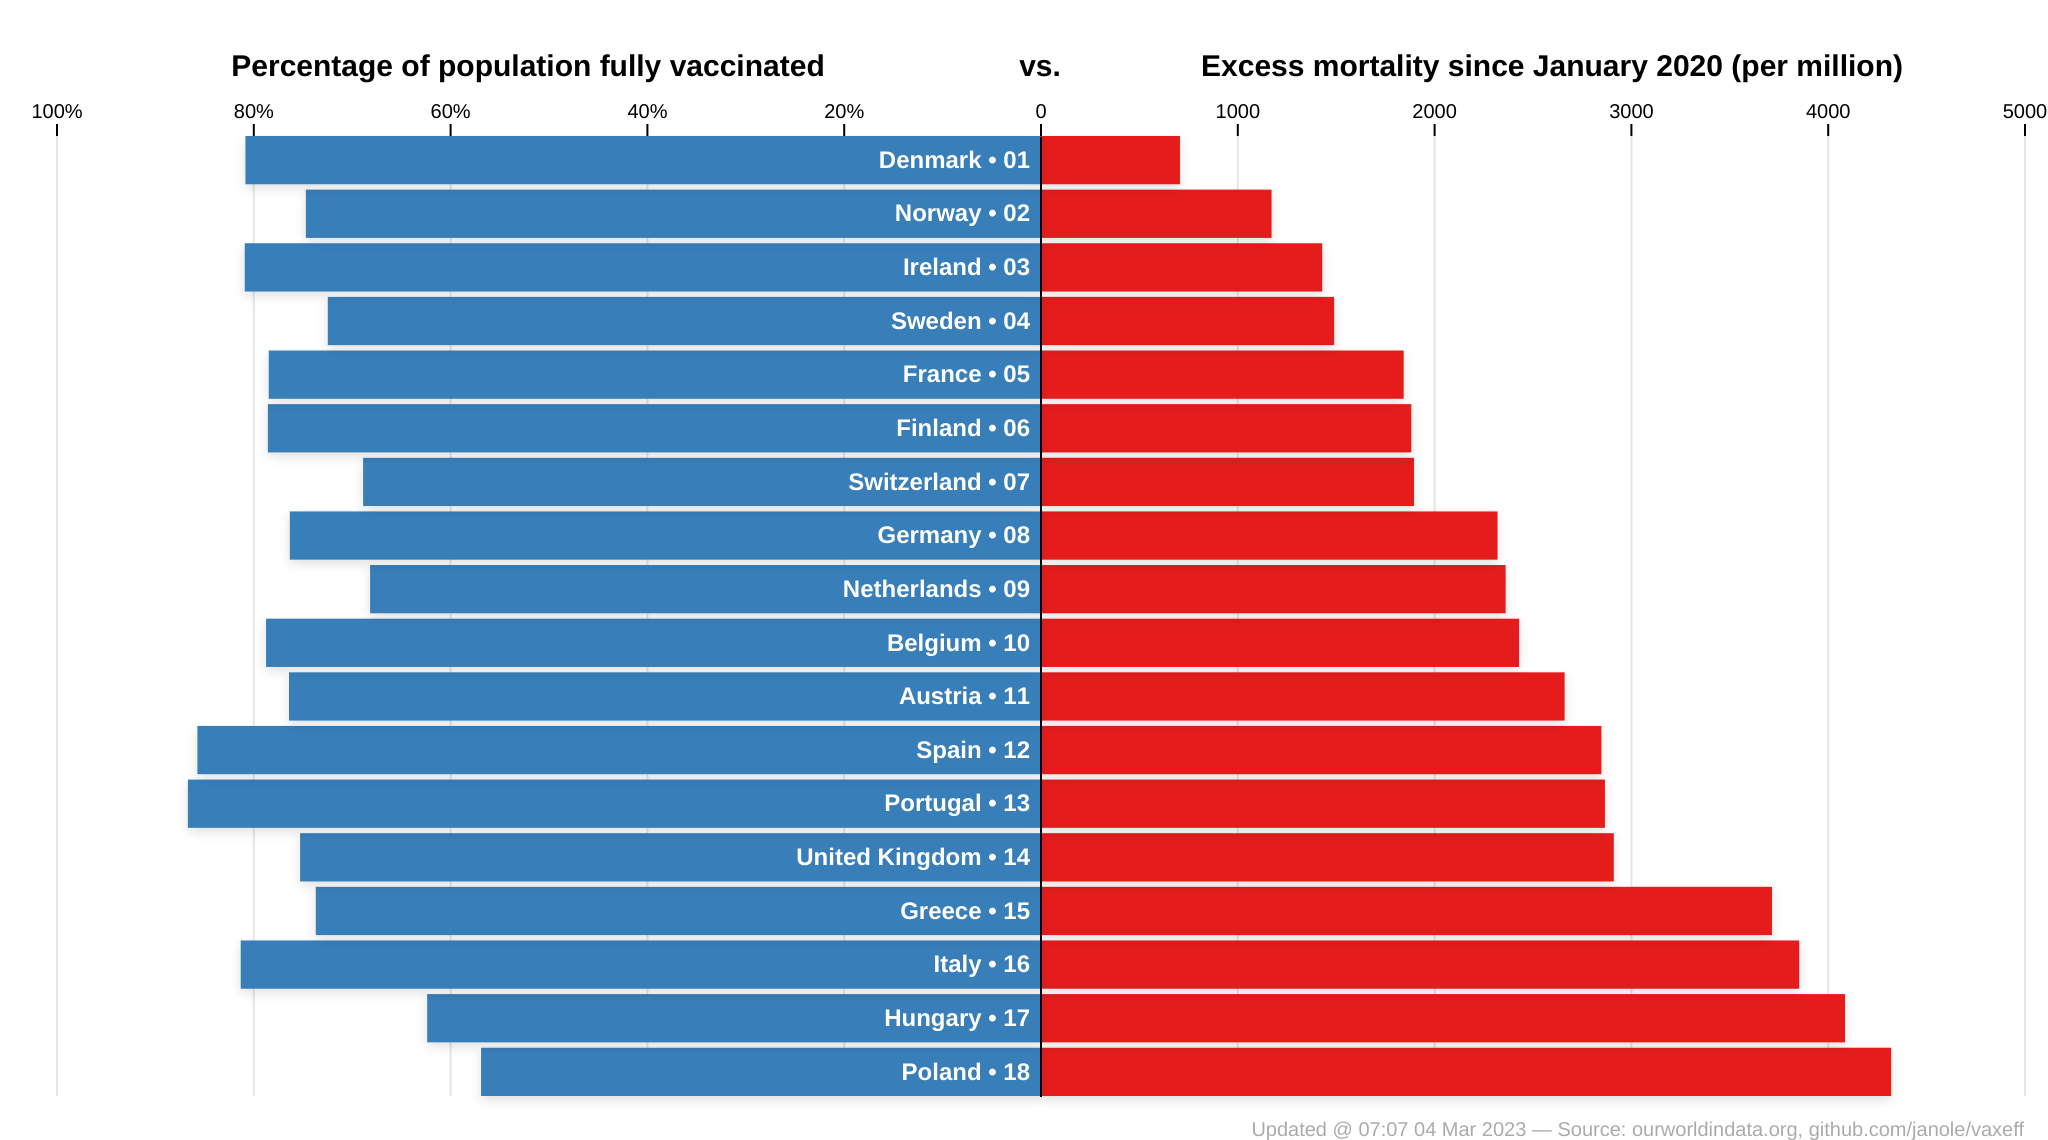 Percentage of population fully vaccinated vs. Excess mortality since January 2020 (per million)
100% 80% 60% 40% 20% 0 1000 2000 3000 4000 5000
Denmark • 01
Norway • 02
Ireland • 03
Sweden • 04
France • 05
Finland • 06
Switzerland • 07
Germany • 08
Netherlands • 09
Belgium • 10
Austria • 11
Spain • 12
Portugal • 13
United Kingdom • 14
Greece • 15
Italy • 16
Hungary • 17
Poland • 18
Updated @ 07:07 04 Mar 2023 — Source: ourworldindata.org, github.com/janole/vaxeff